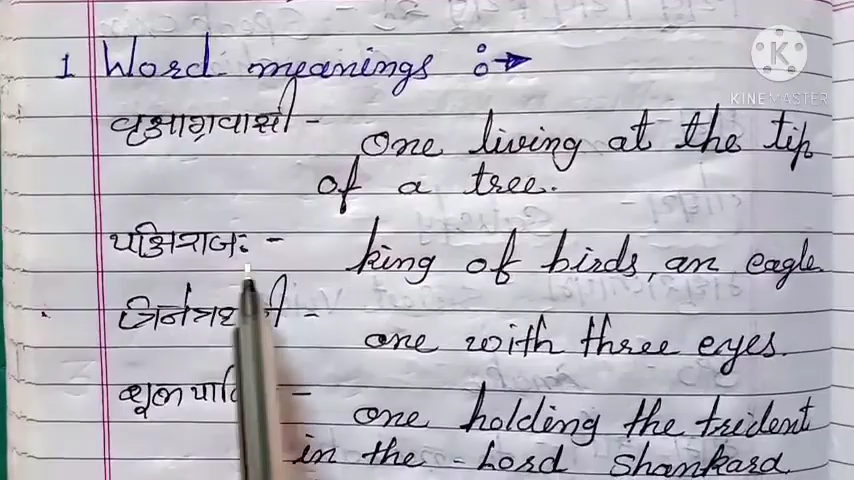 KINEMASTER
1 Word meanings :→
वृक्षाग्रवासी - one living at the tip
of a tree.
पक्षिराजः - king of birds, an eagle
one with three eyes.
one holding the trident
in the - Lord Shankara